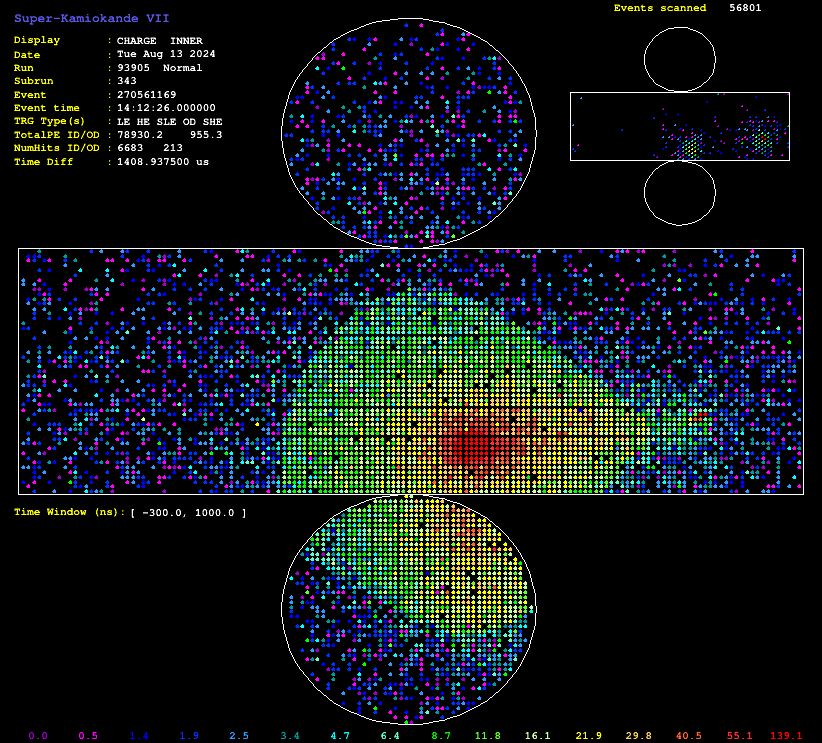 Super-Kamiokande VII
Events scanned 56801
Display : CHARGE INNER
Date : Tue Aug 13 2024
Run : 93905 Normal
Subrun : 343
Event : 270561169
Event time : 14:12:26.000000
TRG Type(s) : LE HE SLE OD SHE
TotalPE ID/OD : 78930.2 955.3
NumHits ID/OD : 6683 213
Time Diff : 1408.937500 us
Time Window (ns): [ -300.0, 1000.0 ]
0.0 0.5 1.4 1.9 2.5 3.4 4.7 6.4 8.7 11.8 16.1 21.9 29.8 40.5 55.1 139.1